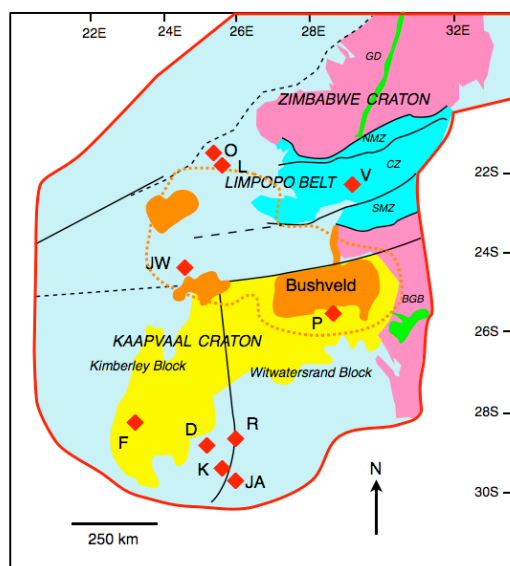 22E 26E 28E 32E
GD
ZIMBABWE CRATON
NMZ
O
L
CZ
22S
LIMPOPO BELT
V
SMZ
24S
JW
Bushveld
P
BGB
26S
KAAPVAAL CRATON
Kimberley Block
Witwatersrand Block
28S
F
D
R
K
JA
N
30S
250 km